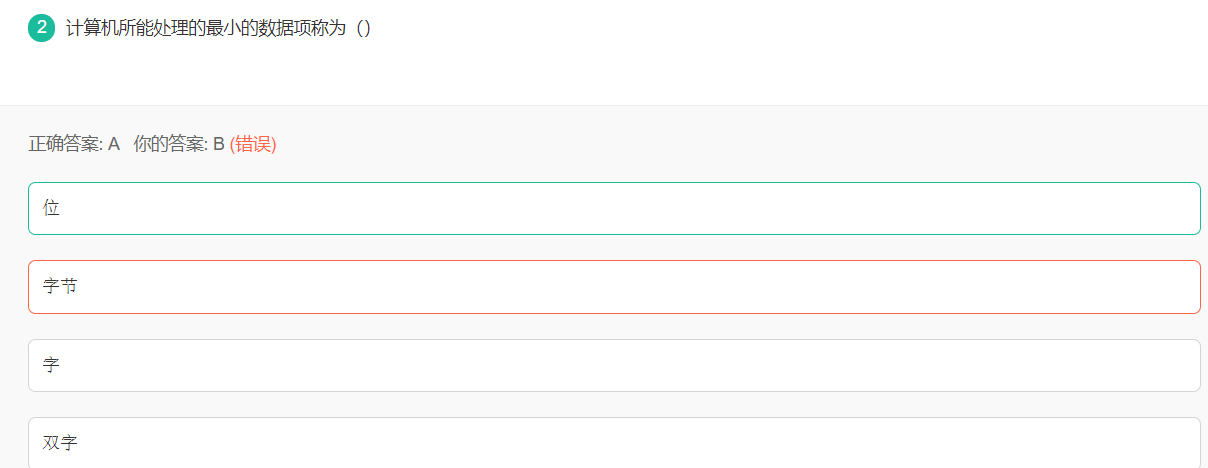 2 计算机所能处理的最小的数据项称为（）
正确答案: A 你的答案: B (错误)
位
字节
字
双字